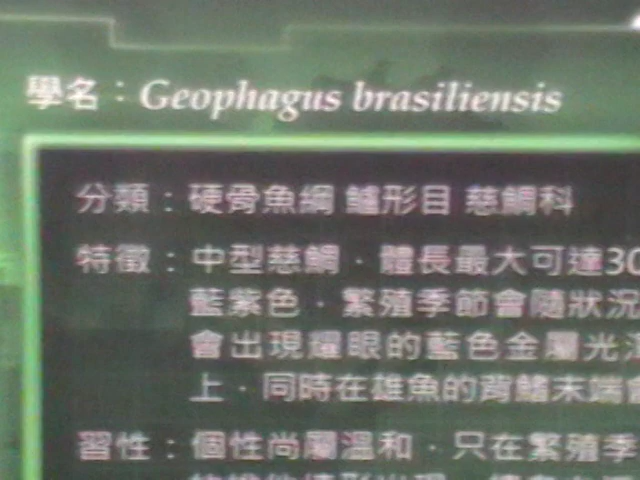 學名：Geophagus brasiliensis
分類：硬骨魚綱 鱸形目 慈鯛科
特徵：中型慈鯛，體長最大可達30
藍紫色，繁殖季節會隨狀況
會出現耀眼的藍色金屬光
上，同時在雄魚的背鰭末端會
習性：個性尚屬溫和，只在繁殖季